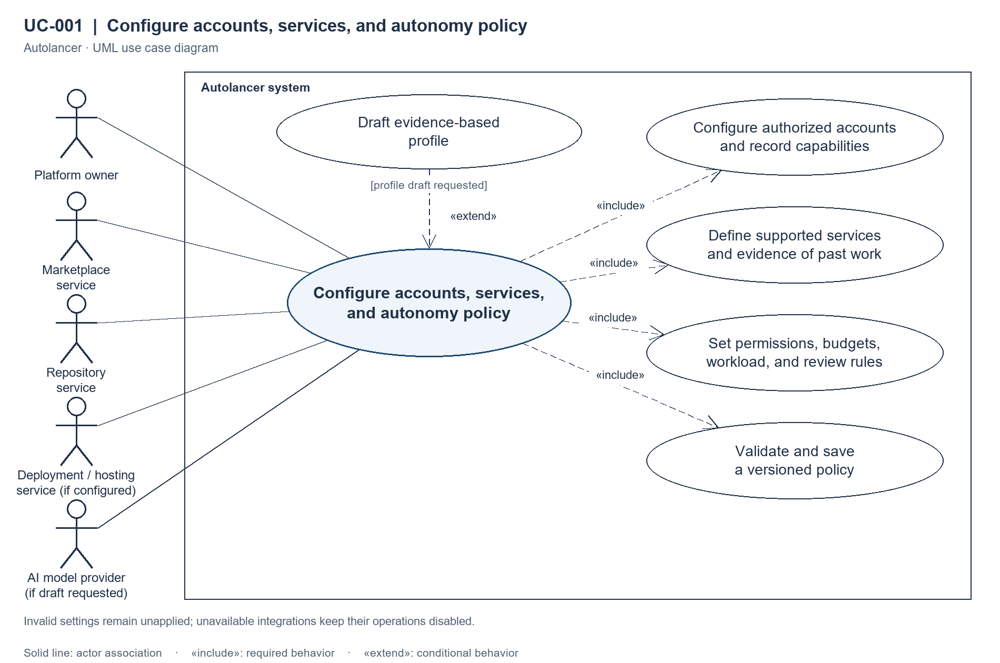 UC-001 | Configure accounts, services, and autonomy policy
Autolancer · UML use case diagram
Autolancer system
Platform owner
Marketplace
service
Repository
service
Deployment / hosting
service (if configured)
AI model provider
(if draft requested)
Draft evidence-based
profile
[profile draft requested]
«extend»
Configure accounts, services,
and autonomy policy
«include»
«include»
«include»
«include»
Configure authorized accounts
and record capabilities
Define supported services
and evidence of past work
Set permissions, budgets,
workload, and review rules
Validate and save
a versioned policy
Invalid settings remain unapplied; unavailable integrations keep their operations disabled.
Solid line: actor association · «include»: required behavior · «extend»: conditional behavior